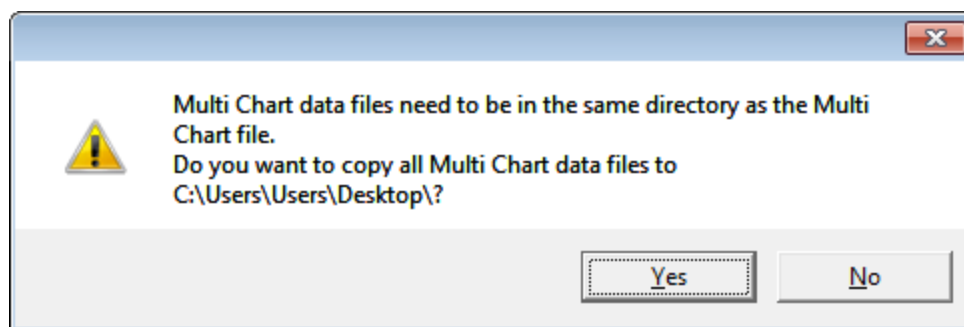 Multi Chart data files need to be in the same directory as the Multi
Chart file.
Do you want to copy all Multi Chart data files to
C:\Users\Users\Desktop\?
Yes
No